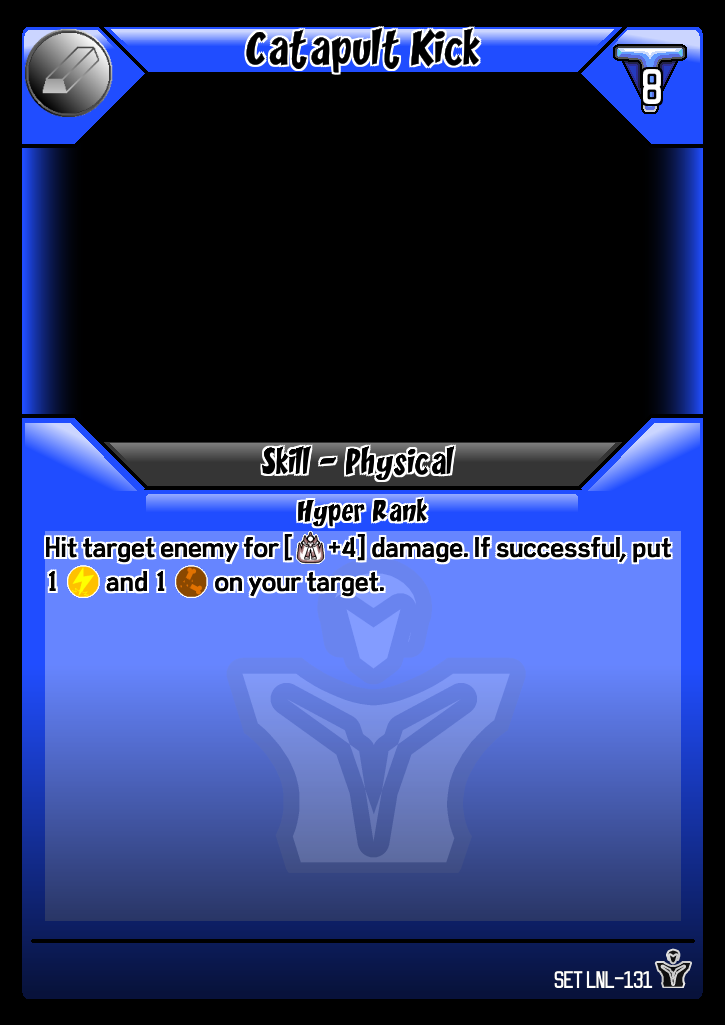 Catapult Kick
8
Skill - Physical
Hyper Rank
Hit target enemy for [ +4] damage. If successful, put
1 and 1 on your target.
SET LNL-131